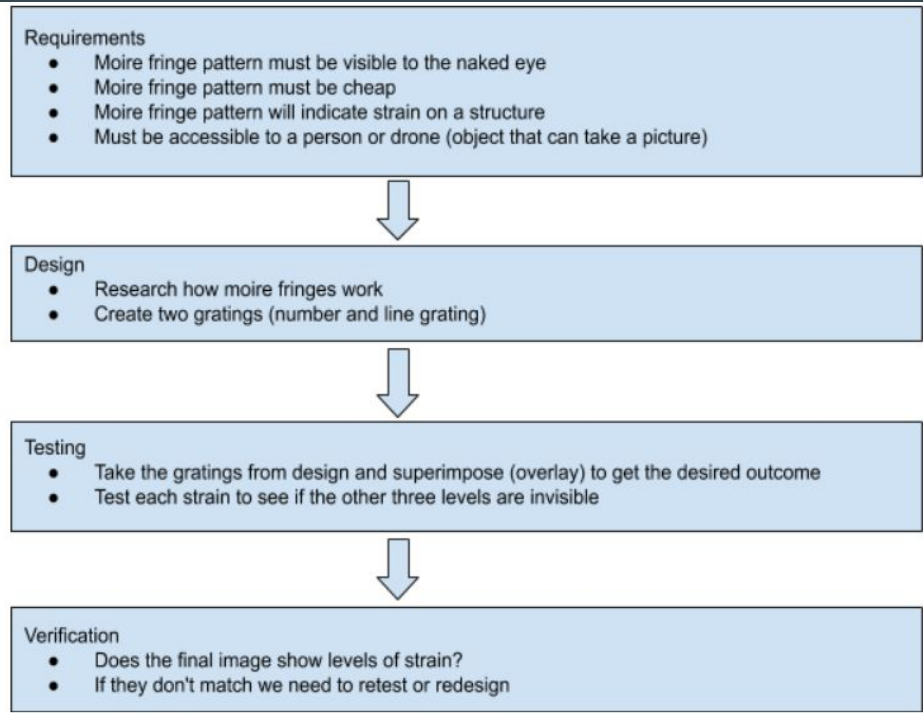 Requirements
● Moire fringe pattern must be visible to the naked eye
● Moire fringe pattern must be cheap
● Moire fringe pattern will indicate strain on a structure
● Must be accessible to a person or drone (object that can take a picture)
Design
● Research how moire fringes work
● Create two gratings (number and line grating)
Testing
● Take the gratings from design and superimpose (overlay) to get the desired outcome
● Test each strain to see if the other three levels are invisible
Verification
● Does the final image show levels of strain?
● If they don't match we need to retest or redesign